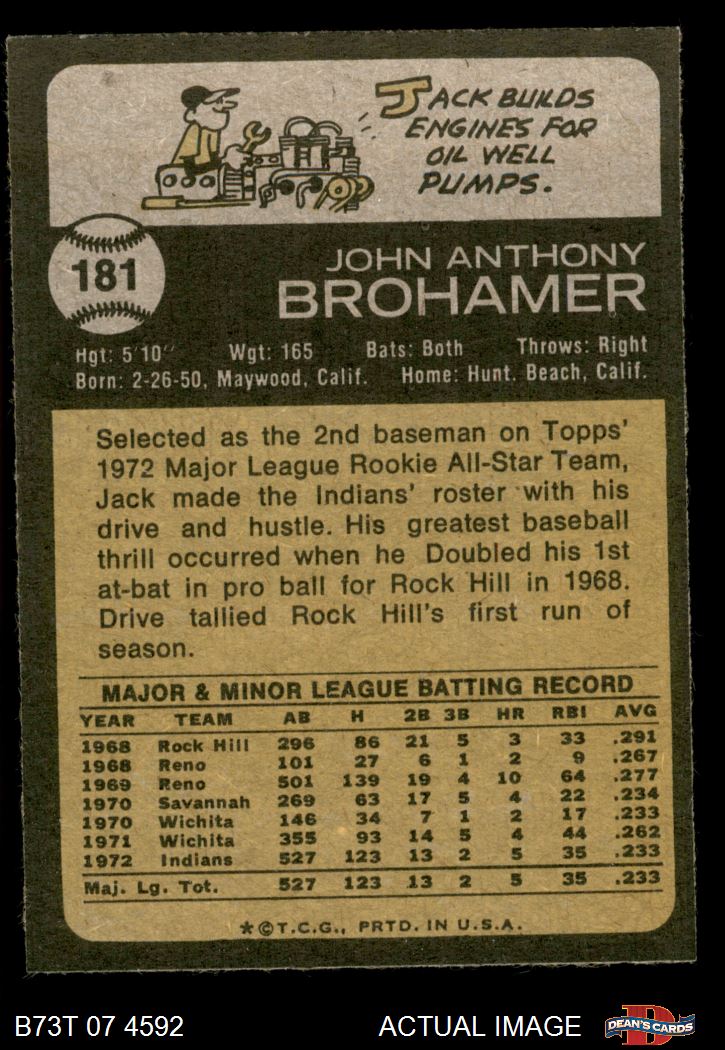 JACK BUILDS
ENGINES FOR
OIL WELL
PUMPS.
181
JOHN ANTHONY
BROHAMER
Hgt: 5'10" Wgt: 165 Bats: Both Throws: Right
Born: 2-26-50, Maywood, Calif. Home: Hunt. Beach, Calif.
Selected as the 2nd baseman on Topps'
1972 Major League Rookie All-Star Team,
Jack made the Indians' roster with his
drive and hustle. His greatest baseball
thrill occurred when he Doubled his 1st
at-bat in pro ball for Rock Hill in 1968.
Drive tallied Rock Hill's first run of
season.
MAJOR & MINOR LEAGUE BATTING RECORD
YEAR TEAM AB H 2B 3B HR RBI AVG
1968 Rock Hill 296 86 21 5 3 33 .291
1968 Reno 101 27 6 1 2 9 .267
1969 Reno 501 139 19 4 10 64 .277
1970 Savannah 269 63 17 5 4 22 .234
1970 Wichita 146 34 7 1 2 17 .233
1971 Wichita 355 93 14 5 4 44 .262
1972 Indians 527 123 13 2 5 35 .233
Maj. Lg. Tot. 527 123 13 2 5 35 .233
*©T.C.G., PRTD. IN U.S.A.
B73T 07 4592 ACTUAL IMAGE D DEAN'S CARDS